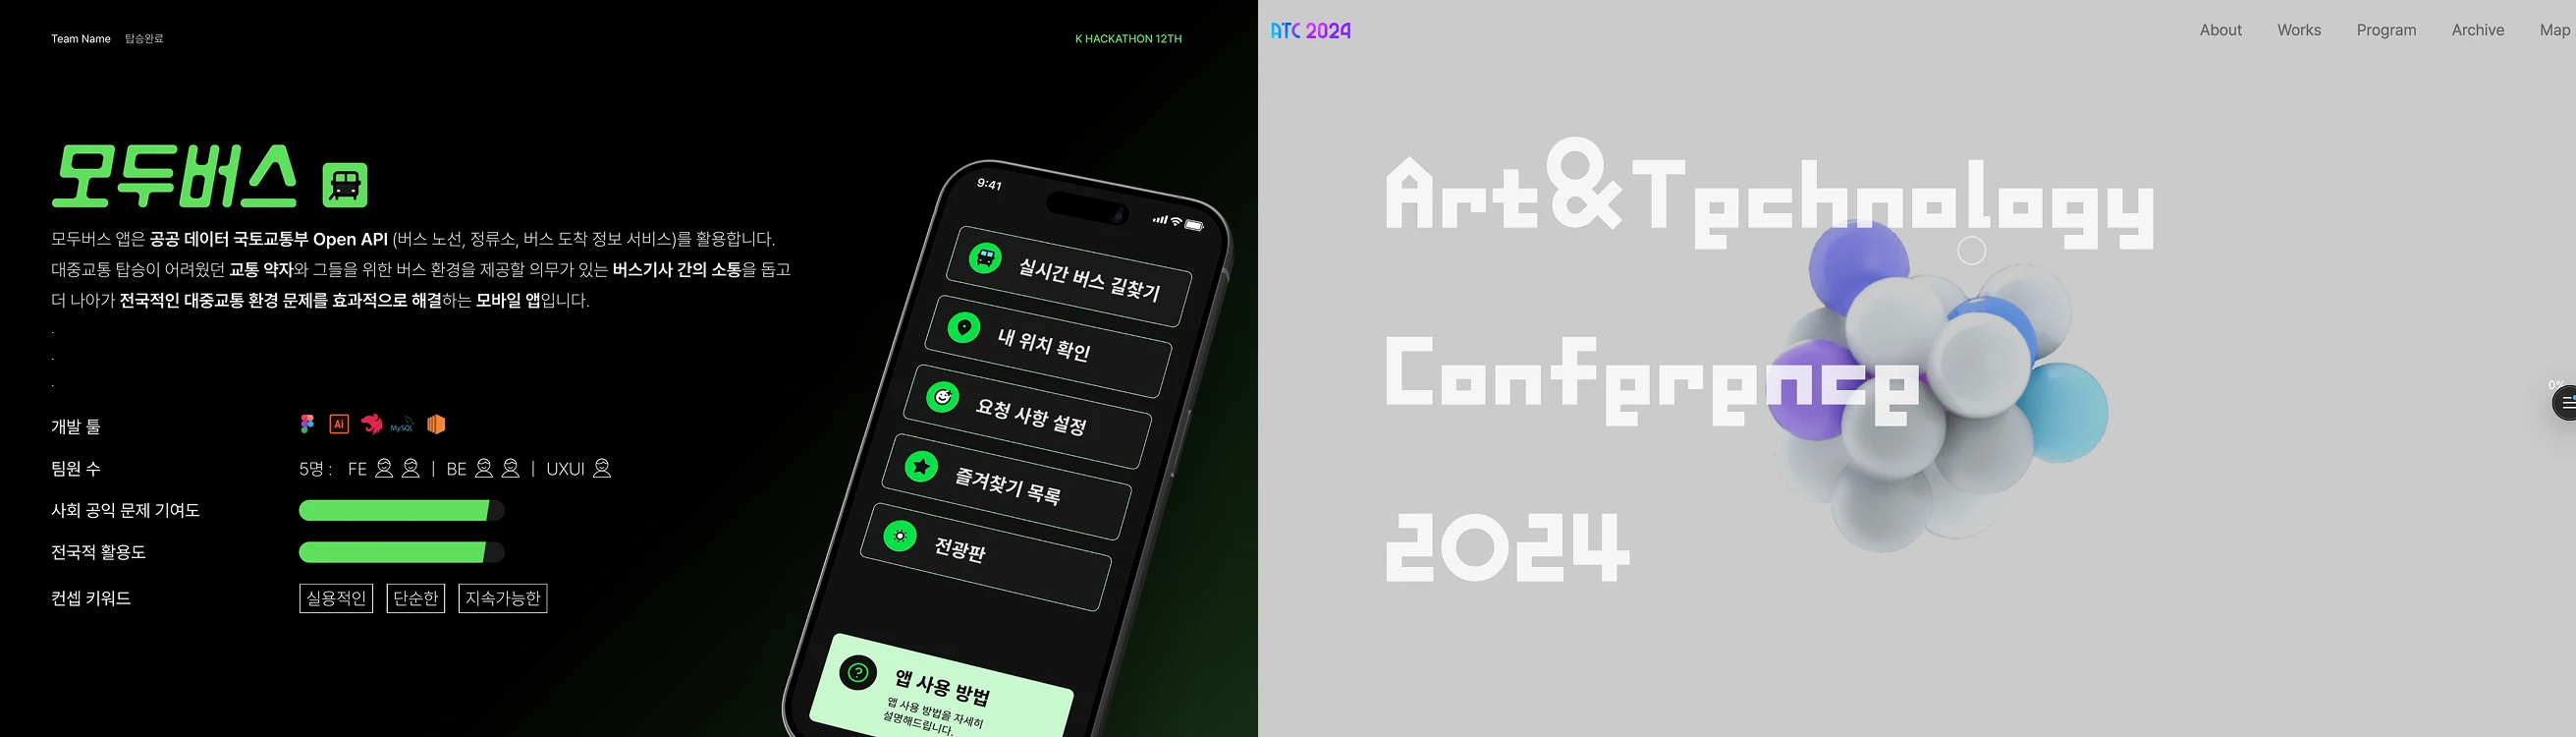 Team Name 탑승완료
K HACKATHON 12TH
모두버스
모두버스 앱은 공공 데이터 국토교통부 Open API (버스 노선, 정류소, 버스 도착 정보 서비스)를 활용합니다.
대중교통 탑승이 어려웠던 교통 약자와 그들을 위한 버스 환경을 제공할 의무가 있는 버스기사 간의 소통을 돕고
더 나아가 전국적인 대중교통 환경 문제를 효과적으로 해결하는 모바일 앱입니다.
.
.
.
개발 툴
Ai
MySQL
팀원 수
5명 : FE | BE | UXUI
사회 공익 문제 기여도
전국적 활용도
컨셉 키워드
실용적인 단순한 지속가능한
9:41
실시간 버스 길찾기
내 위치 확인
요청 사항 설정
즐겨찾기 목록
전광판
?
앱 사용 방법
앱 사용 방법을 자세히
설명해드립니다.
ATC 2024
About Works Program Archive Map
Art&Technology
Conference
2024
0%